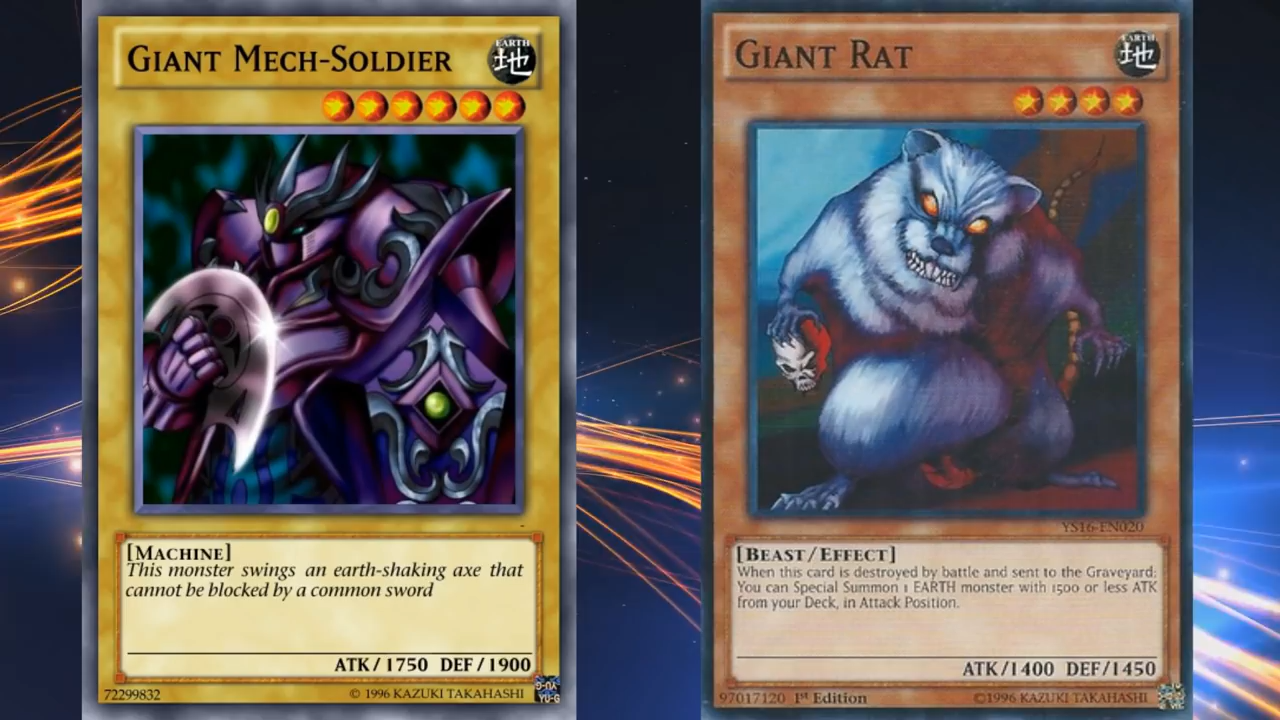 GIANT MECH-SOLDIER
EARTH
地
[MACHINE]
This monster swings an earth-shaking axe that
cannot be blocked by a common sword
ATK/1750 DEF/1900
72299832
© 1996 KAZUKI TAKAHASHI
GIANT RAT
EARTH
地
YS16-EN020
[BEAST/EFFECT]
When this card is destroyed by battle and sent to the Graveyard:
You can Special Summon 1 EARTH monster with 1500 or less ATK
from your Deck, in Attack Position.
ATK/1400 DEF/1450
97017120 1st Edition
©1996 KAZUKI TAKAHASHI